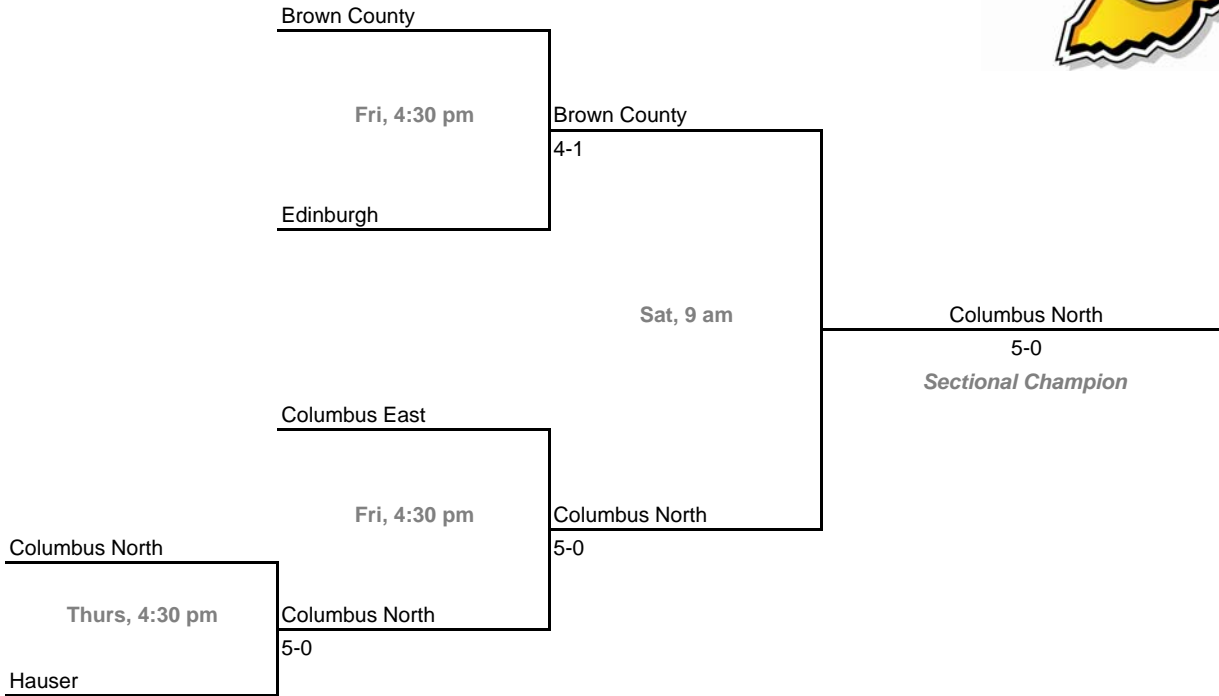 Brown County
Fri, 4:30 pm
Brown County
4-1
Edinburgh
Sat, 9 am
Columbus North
5-0
Sectional Champion
Columbus East
Fri, 4:30 pm
Columbus North
5-0
Columbus North
Thurs, 4:30 pm
Columbus North
5-0
Hauser